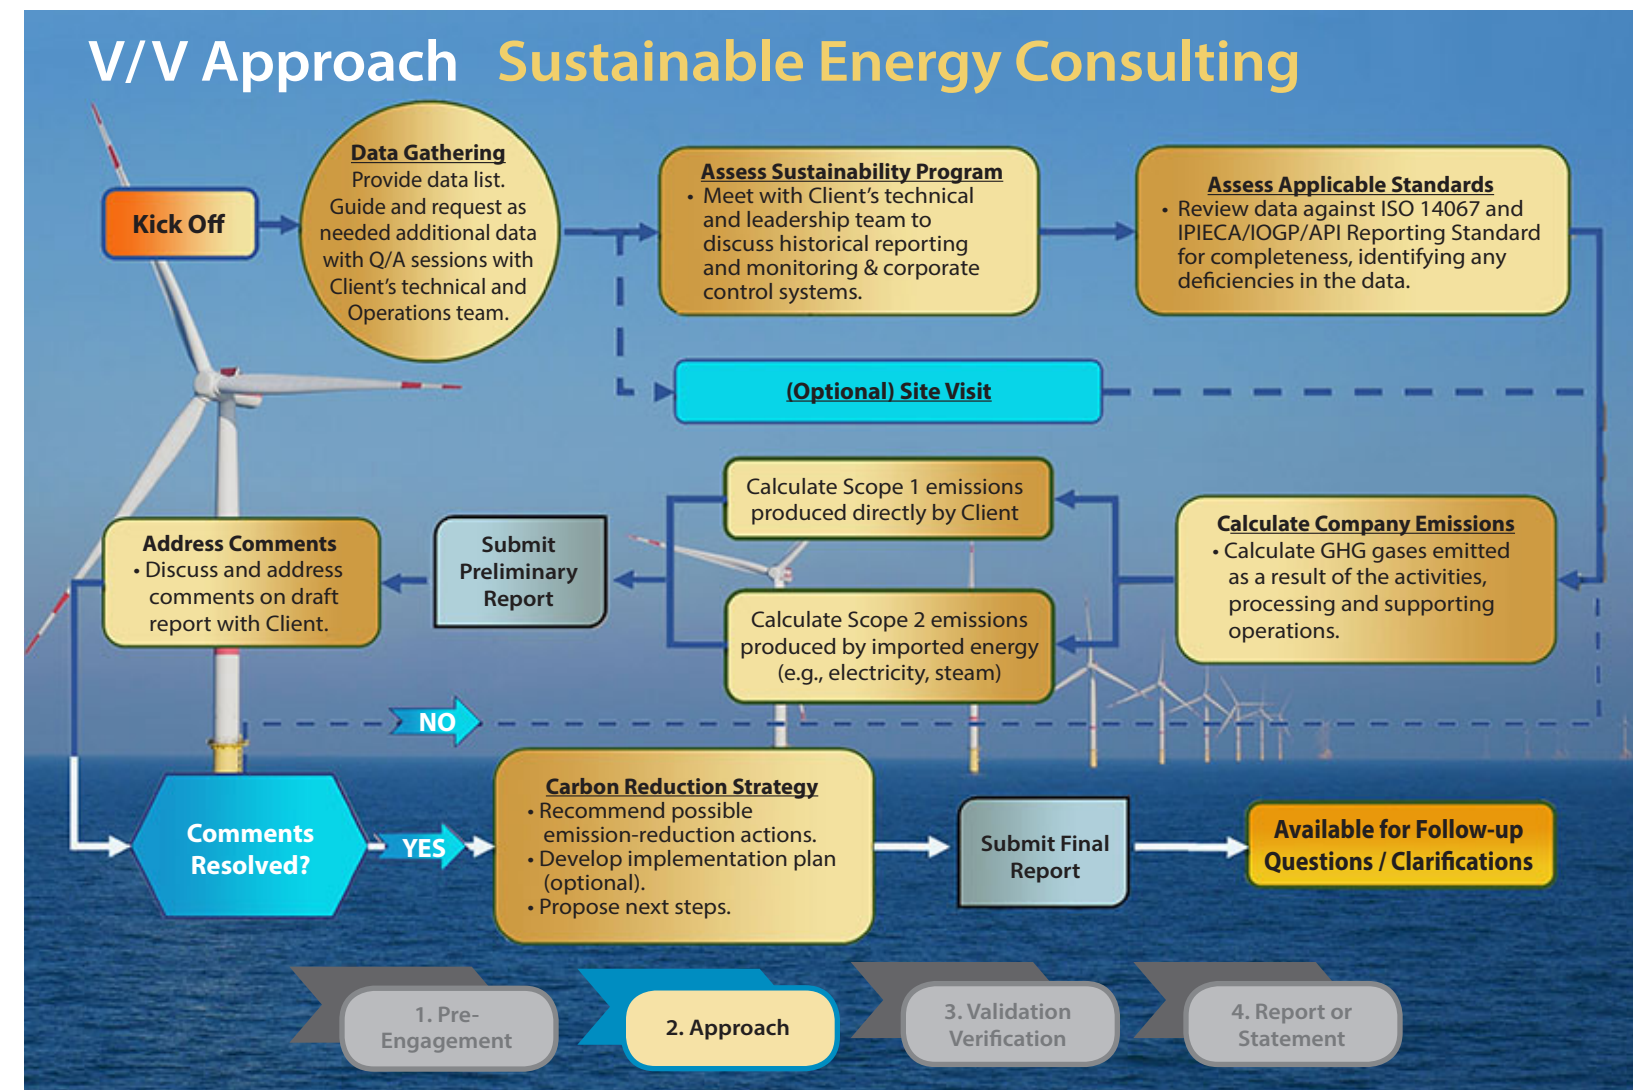 V/V Approach Sustainable Energy Consulting
Kick Off
Data Gathering
Provide data list.
Guide and request as
needed additional data
with Q/A sessions with
Client's technical and
Operations team.
Assess Sustainability Program
• Meet with Client's technical
and leadership team to
discuss historical reporting
and monitoring & corporate
control systems.
Assess Applicable Standards
• Review data against ISO 14067 and
IPIECA/IOGP/API Reporting Standard
for completeness, identifying any
deficiencies in the data.
(Optional) Site Visit
Calculate Company Emissions
• Calculate GHG gases emitted
as a result of the activities,
processing and supporting
operations.
Calculate Scope 1 emissions
produced directly by Client
Calculate Scope 2 emissions
produced by imported energy
(e.g., electricity, steam)
Submit
Preliminary
Report
Address Comments
• Discuss and address
comments on draft
report with Client.
NO
Comments
Resolved?
YES
Carbon Reduction Strategy
• Recommend possible
emission-reduction actions.
• Develop implementation plan
(optional).
• Propose next steps.
Submit Final
Report
Available for Follow-up
Questions / Clarifications
1. Pre-
Engagement
2. Approach
3. Validation
Verification
4. Report or
Statement